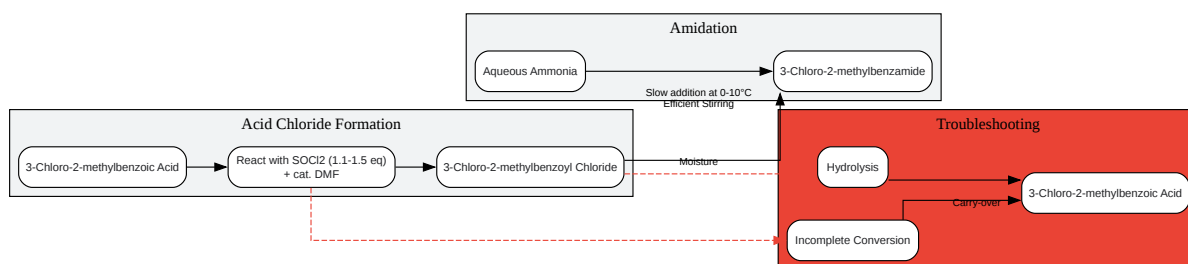 Amidation
Aqueous Ammonia
3-Chloro-2-methylbenzamide
Slow addition at 0-10°C
Efficient Stirring
Acid Chloride Formation
3-Chloro-2-methylbenzoic Acid
React with SOCl2 (1.1-1.5 eq)
+ cat. DMF
3-Chloro-2-methylbenzoyl Chloride
Moisture
Troubleshooting
Hydrolysis
3-Chloro-2-methylbenzoic Acid
Carry-over
Incomplete Conversion